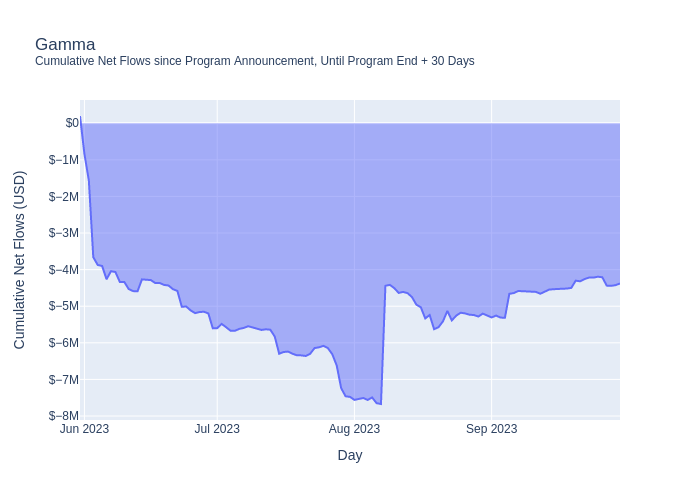 Gamma
Cumulative Net Flows since Program Announcement, Until Program End + 30 Days
Cumulative Net Flows (USD)
$0
$−1M
$−2M
$−3M
$−4M
$−5M
$−6M
$−7M
$−8M
Jun 2023
Jul 2023
Aug 2023
Sep 2023
Day